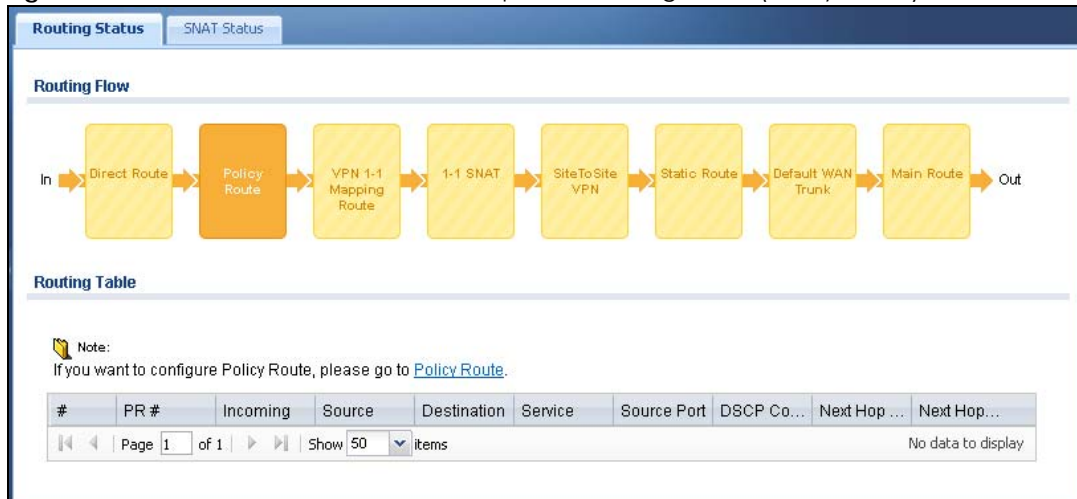 Routing Status SNAT Status
Routing Flow
In Direct Route Policy Route VPN 1-1 Mapping Route 1-1 SNAT SiteToSite VPN Static Route Default WAN Trunk Main Route Out
Routing Table
Note:
If you want to configure Policy Route, please go to Policy Route.
# PR # Incoming Source Destination Service Source Port DSCP Co... Next Hop ... Next Hop...
Page 1 of 1 Show 50 items No data to display